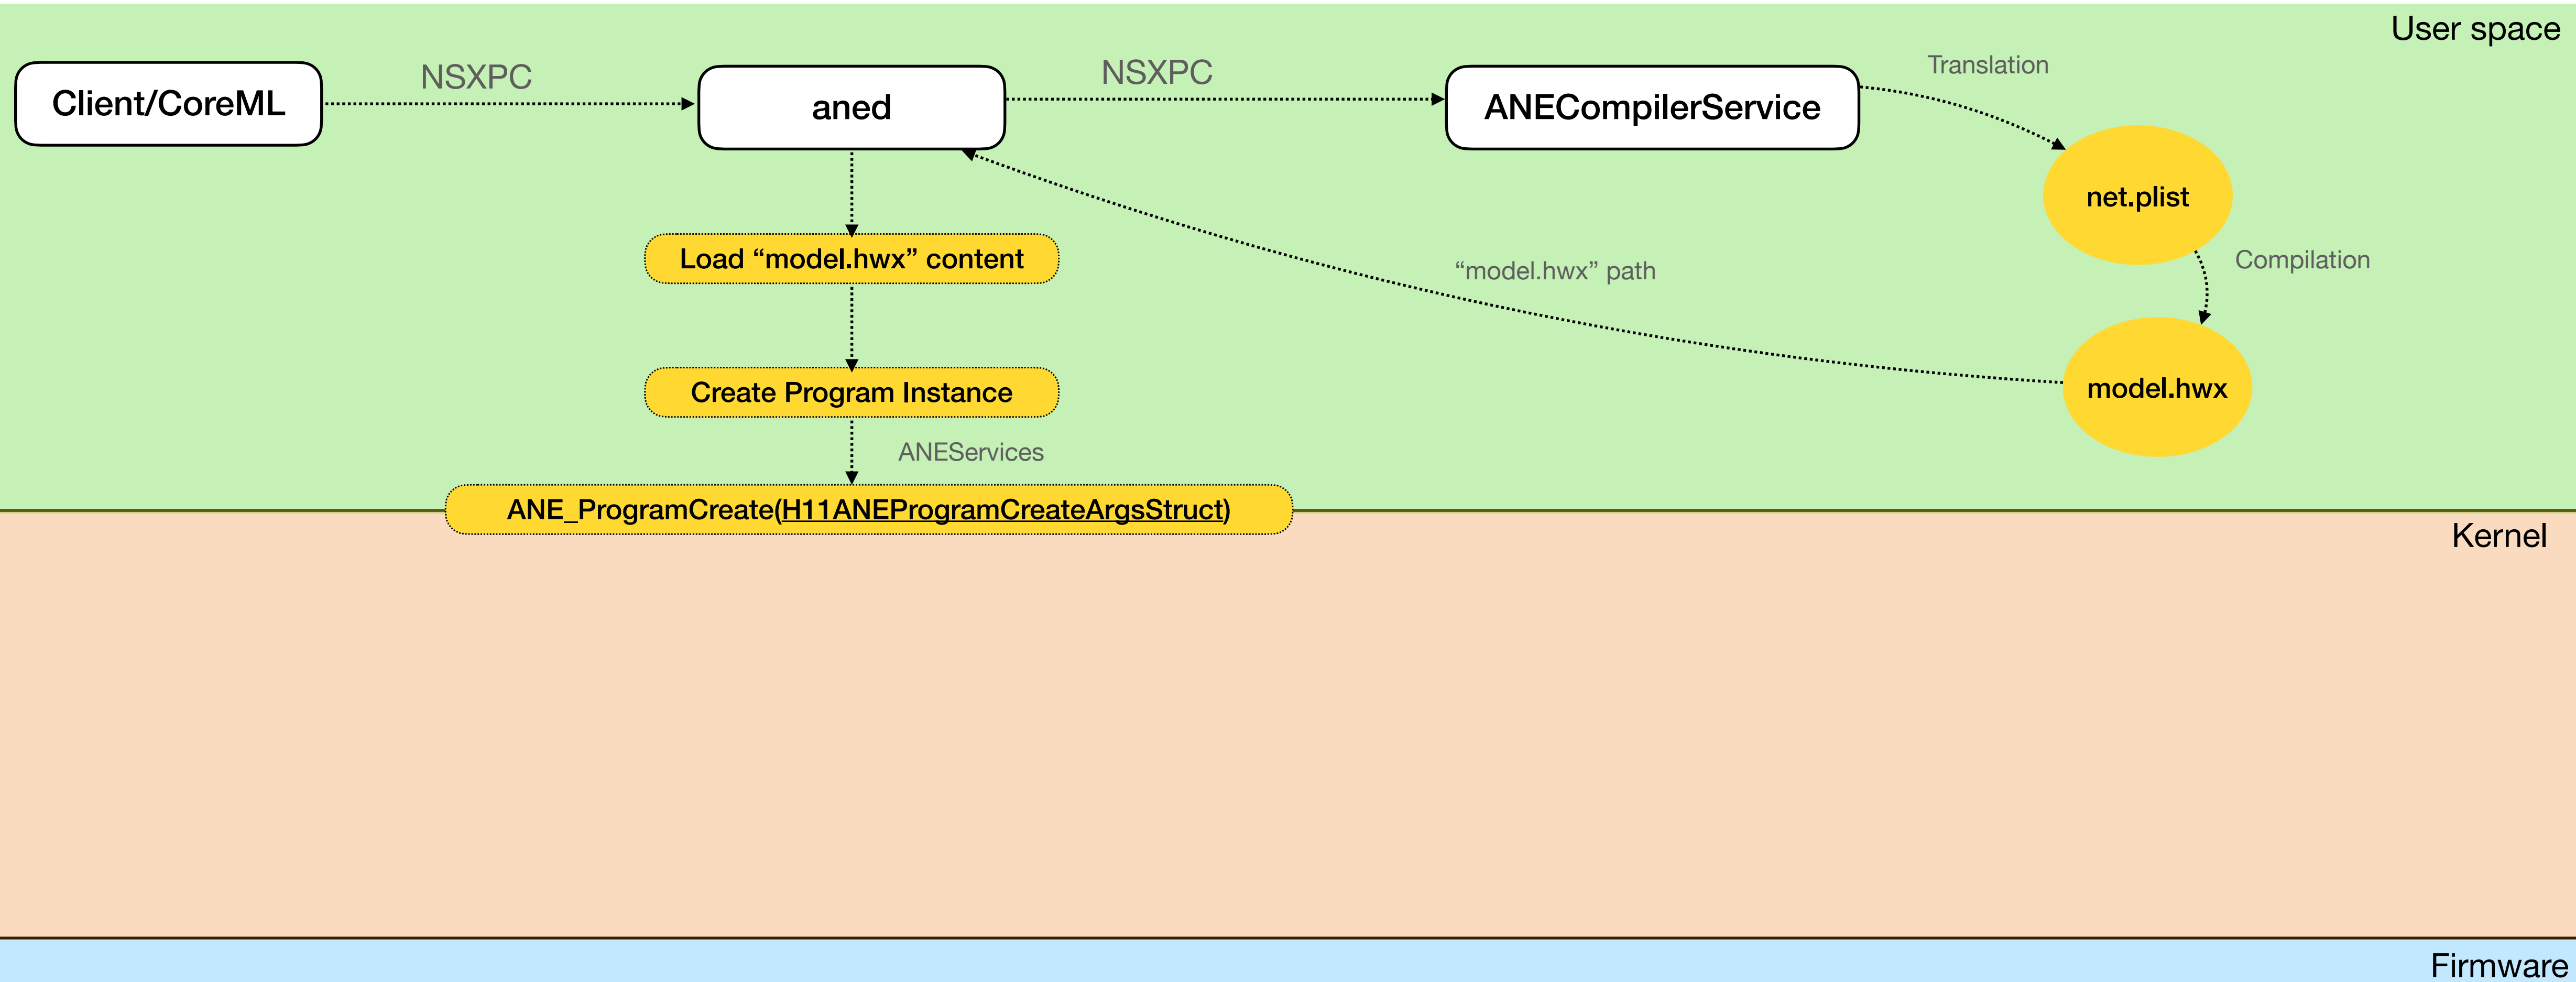 User space
Client/CoreML
NSXPC
aned
NSXPC
ANECompilerService
Translation
net.plist
Compilation
model.hwx
“model.hwx” path
Load “model.hwx” content
Create Program Instance
ANEServices
ANE_ProgramCreate(H11ANEProgramCreateArgsStruct)
Kernel
Firmware